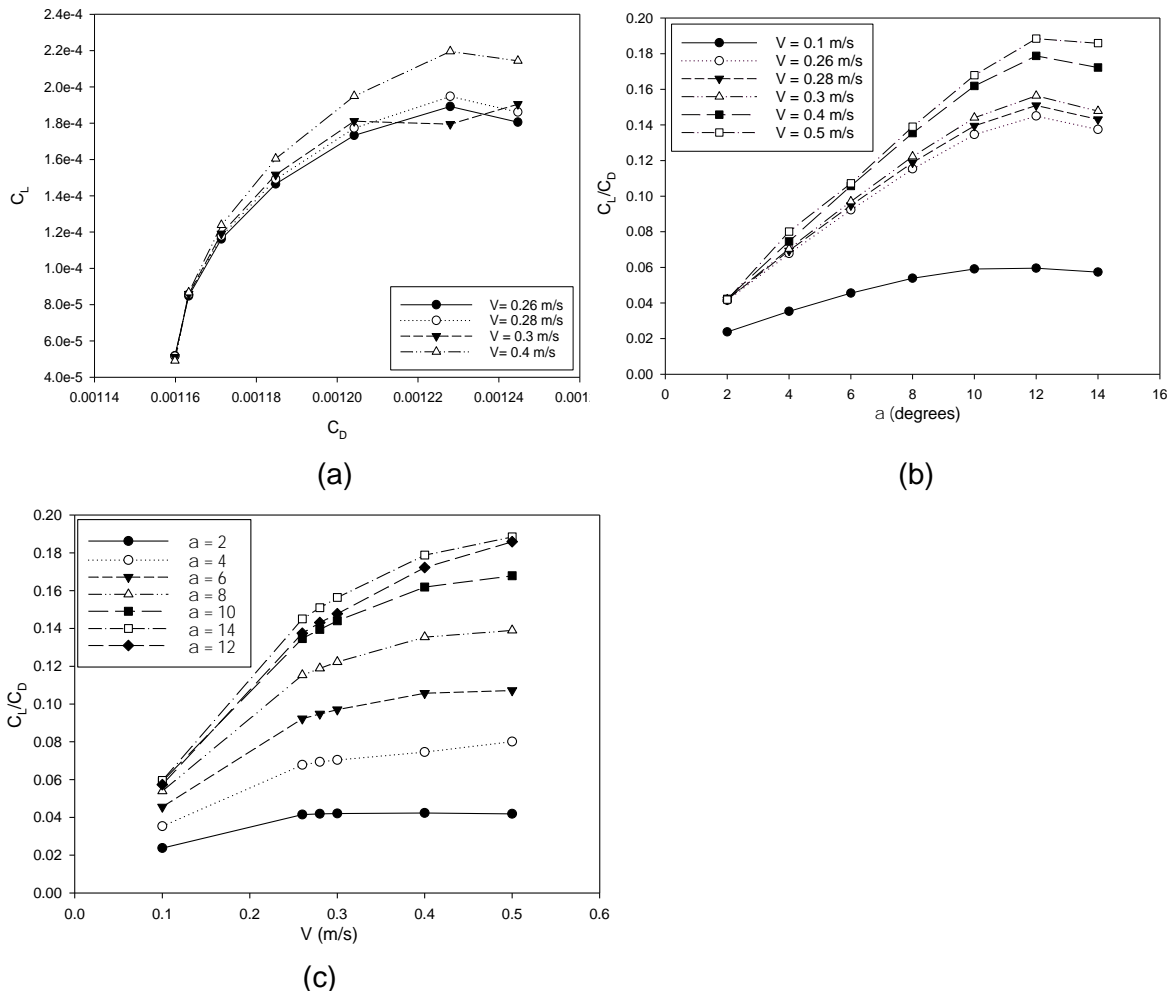 2.4e-4
2.2e-4
2.0e-4
1.8e-4
1.6e-4
1.4e-4
1.2e-4
1.0e-4
8.0e-5
6.0e-5
4.0e-5
C_L
0.00114 0.00116 0.00118 0.00120 0.00122 0.00124
C_D
V= 0.26 m/s
V= 0.28 m/s
V = 0.3 m/s
V = 0.4 m/s
(a)
0.20
0.18
0.16
0.14
0.12
0.10
0.08
0.06
0.04
0.02
0.00
C_L/C_D
V = 0.1 m/s
V = 0.26 m/s
V = 0.28 m/s
V = 0.3 m/s
V = 0.4 m/s
V = 0.5 m/s
0 2 4 6 8 10 12 14 16
a (degrees)
(b)
0.20
0.18
0.16
0.14
0.12
0.10
0.08
0.06
0.04
0.02
0.00
C_L/C_D
a = 2
a = 4
a = 6
a = 8
a = 10
a = 14
a = 12
0.0 0.1 0.2 0.3 0.4 0.5 0.6
V (m/s)
(c)